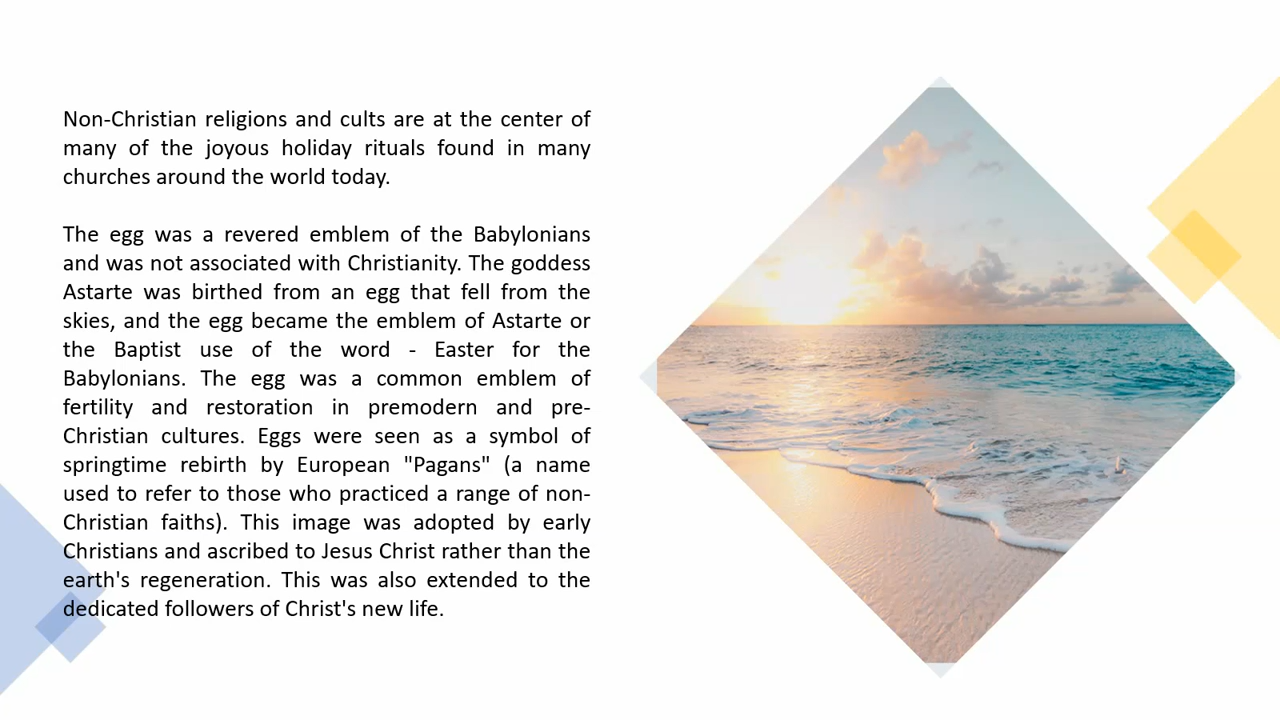 Non-Christian religions and cults are at the center of
many of the joyous holiday rituals found in many
churches around the world today.
The egg was a revered emblem of the Babylonians
and was not associated with Christianity. The goddess
Astarte was birthed from an egg that fell from the
skies, and the egg became the emblem of Astarte or
the Baptist use of the word - Easter for the
Babylonians. The egg was a common emblem of
fertility and restoration in premodern and pre-
Christian cultures. Eggs were seen as a symbol of
springtime rebirth by European "Pagans" (a name
used to refer to those who practiced a range of non-
Christian faiths). This image was adopted by early
Christians and ascribed to Jesus Christ rather than the
earth's regeneration. This was also extended to the
dedicated followers of Christ's new life.